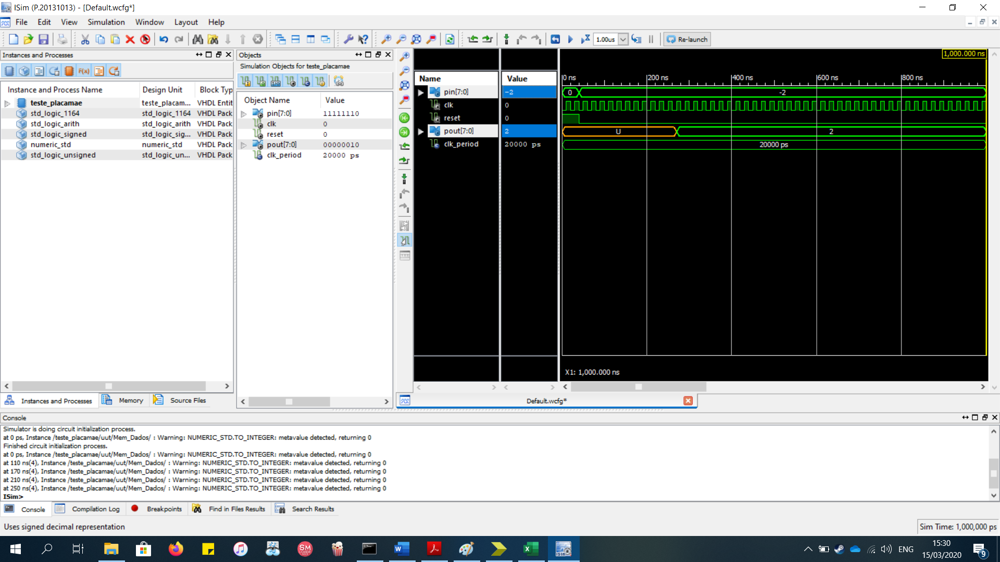 ISim (P.20131013) - [Default.wcfg*]
File Edit View Simulation Window Layout Help
1.00us Re-launch
Instances and Processes
Instance and Process Name Design Unit Block Typ
teste_placamae teste_placam... VHDL Entit
std_logic_1164 std_logic_1164 VHDL Pack
std_logic_arith std_logic_arith VHDL Pack
std_logic_signed std_logic_sig... VHDL Pack
numeric_std numeric_std VHDL Pack
std_logic_unsigned std_logic_un... VHDL Pack
Instances and Processes Memory Source Files
Objects
Simulation Objects for teste_placamae
Object Name Value
pin[7:0] 11111110
clk 0
reset 0
pout[7:0] 00000010
clk_period 20000 ps
Name Value
pin[7:0] -2
clk 0
reset 0
pout[7:0] 2
clk_period 20000 ps
1,000.000 ns
0 ns 200 ns 400 ns 600 ns 800 ns
0 -2
U 2
20000 ps
X1: 1,000.000 ns
Default.wcfg*
Console
Simulator is doing circuit initialization process.
at 0 ps, Instance /teste_placamae/uut/Mem_Dados/ : Warning: NUMERIC_STD.TO_INTEGER: metavalue detected, returning 0
Finished circuit initialization process.
at 0 ps, Instance /teste_placamae/uut/Mem_Dados/ : Warning: NUMERIC_STD.TO_INTEGER: metavalue detected, returning 0
at 110 ns(4), Instance /teste_placamae/uut/Mem_Dados/ : Warning: NUMERIC_STD.TO_INTEGER: metavalue detected, returning 0
at 170 ns(4), Instance /teste_placamae/uut/Mem_Dados/ : Warning: NUMERIC_STD.TO_INTEGER: metavalue detected, returning 0
at 210 ns(4), Instance /teste_placamae/uut/Mem_Dados/ : Warning: NUMERIC_STD.TO_INTEGER: metavalue detected, returning 0
at 250 ns(4), Instance /teste_placamae/uut/Mem_Dados/ : Warning: NUMERIC_STD.TO_INTEGER: metavalue detected, returning 0
ISim>
Console Compilation Log Breakpoints Find in Files Results Search Results
Uses signed decimal representation
Sim Time: 1,000,000 ps
ENG
15:30
15/03/2020
9